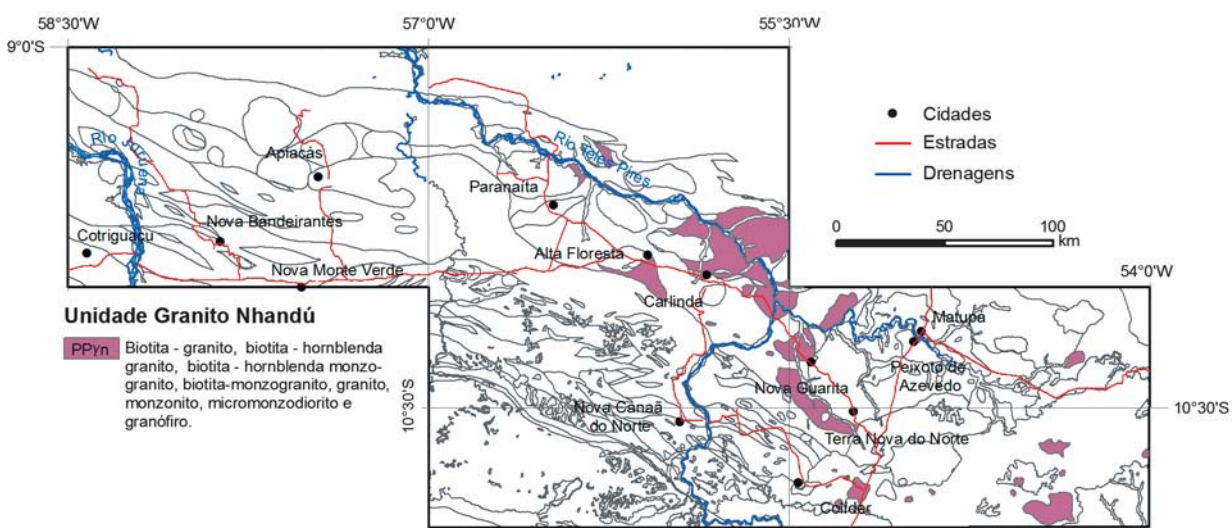 58°30'W
57°0'W
55°30'W
9°0'S
Cidades
Estradas
Drenagens
Rio Juruena
Apiacás
Rio Teles Pires
Paranaíta
Nova Bandeirantes
Cotriguaçu
Alta Floresta
0 50 100
km
Nova Monte Verde
54°0'W
Carlinda
Unidade Granito Nhandú
Matupá
PPγn
Biotita - granito, biotita - hornblenda
granito, biotita - hornblenda monzo-
granito, biotita-monzogranito, granito,
monzonito, micromonzodiorito e
granófiro.
Peixoto de
Azevedo
Nova Guarita
10°30'S
Nova Canaã
do Norte
10°30'S
Terra Nova do Norte
Colíder